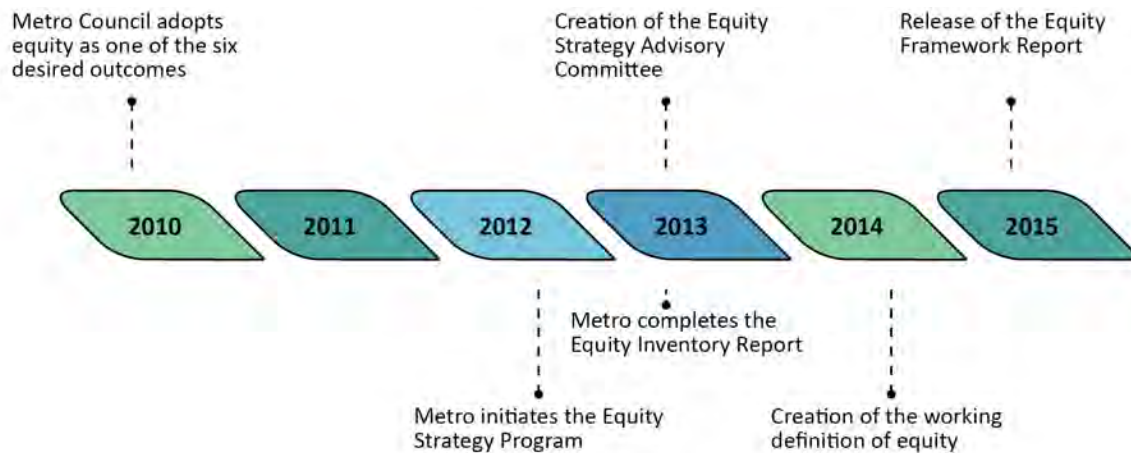 Metro Council adopts
equity as one of the six
desired outcomes
Creation of the Equity
Strategy Advisory
Committee
Release of the Equity
Framework Report
2010
2011
2012
2013
2014
2015
Metro completes the
Equity Inventory Report
Metro initiates the Equity
Strategy Program
Creation of the working
definition of equity